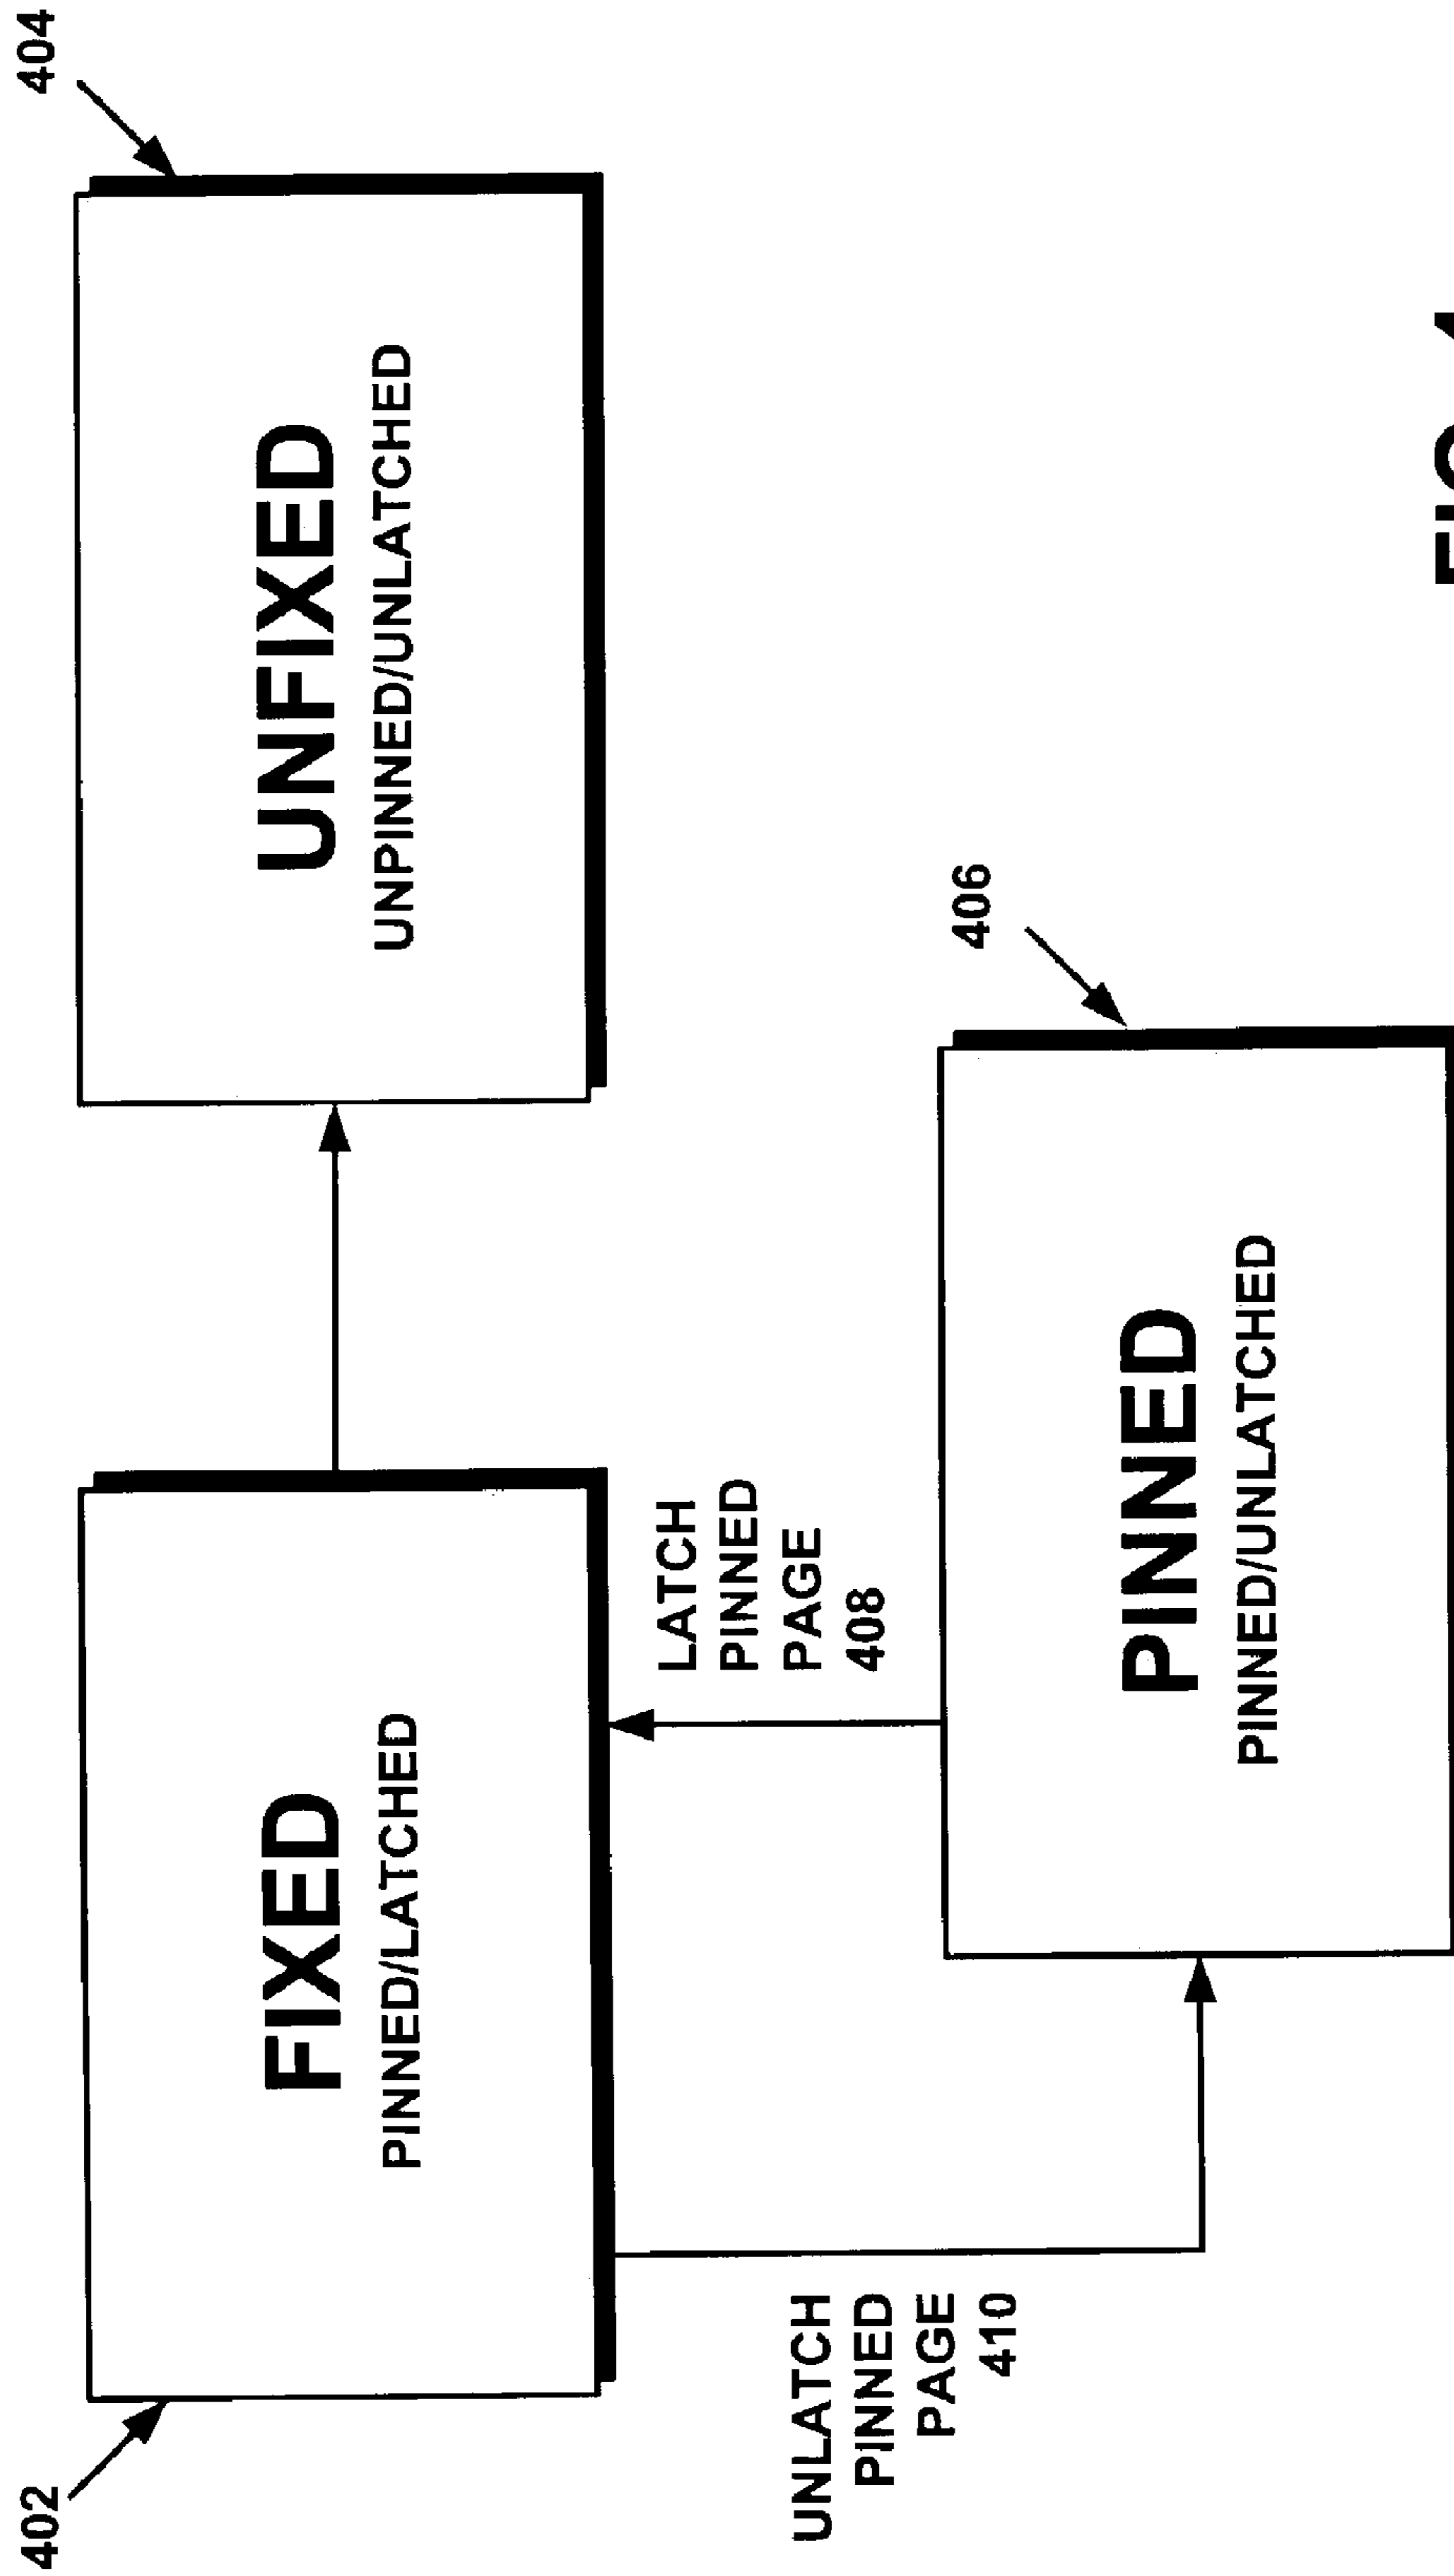 402
404
FIXED
PINNED/LATCHED
UNFIXED
UNPINNED/UNLATCHED
UNLATCH
PINNED
PAGE
410
LATCH
PINNED
PAGE
408
406
PINNED
PINNED/UNLATCHED